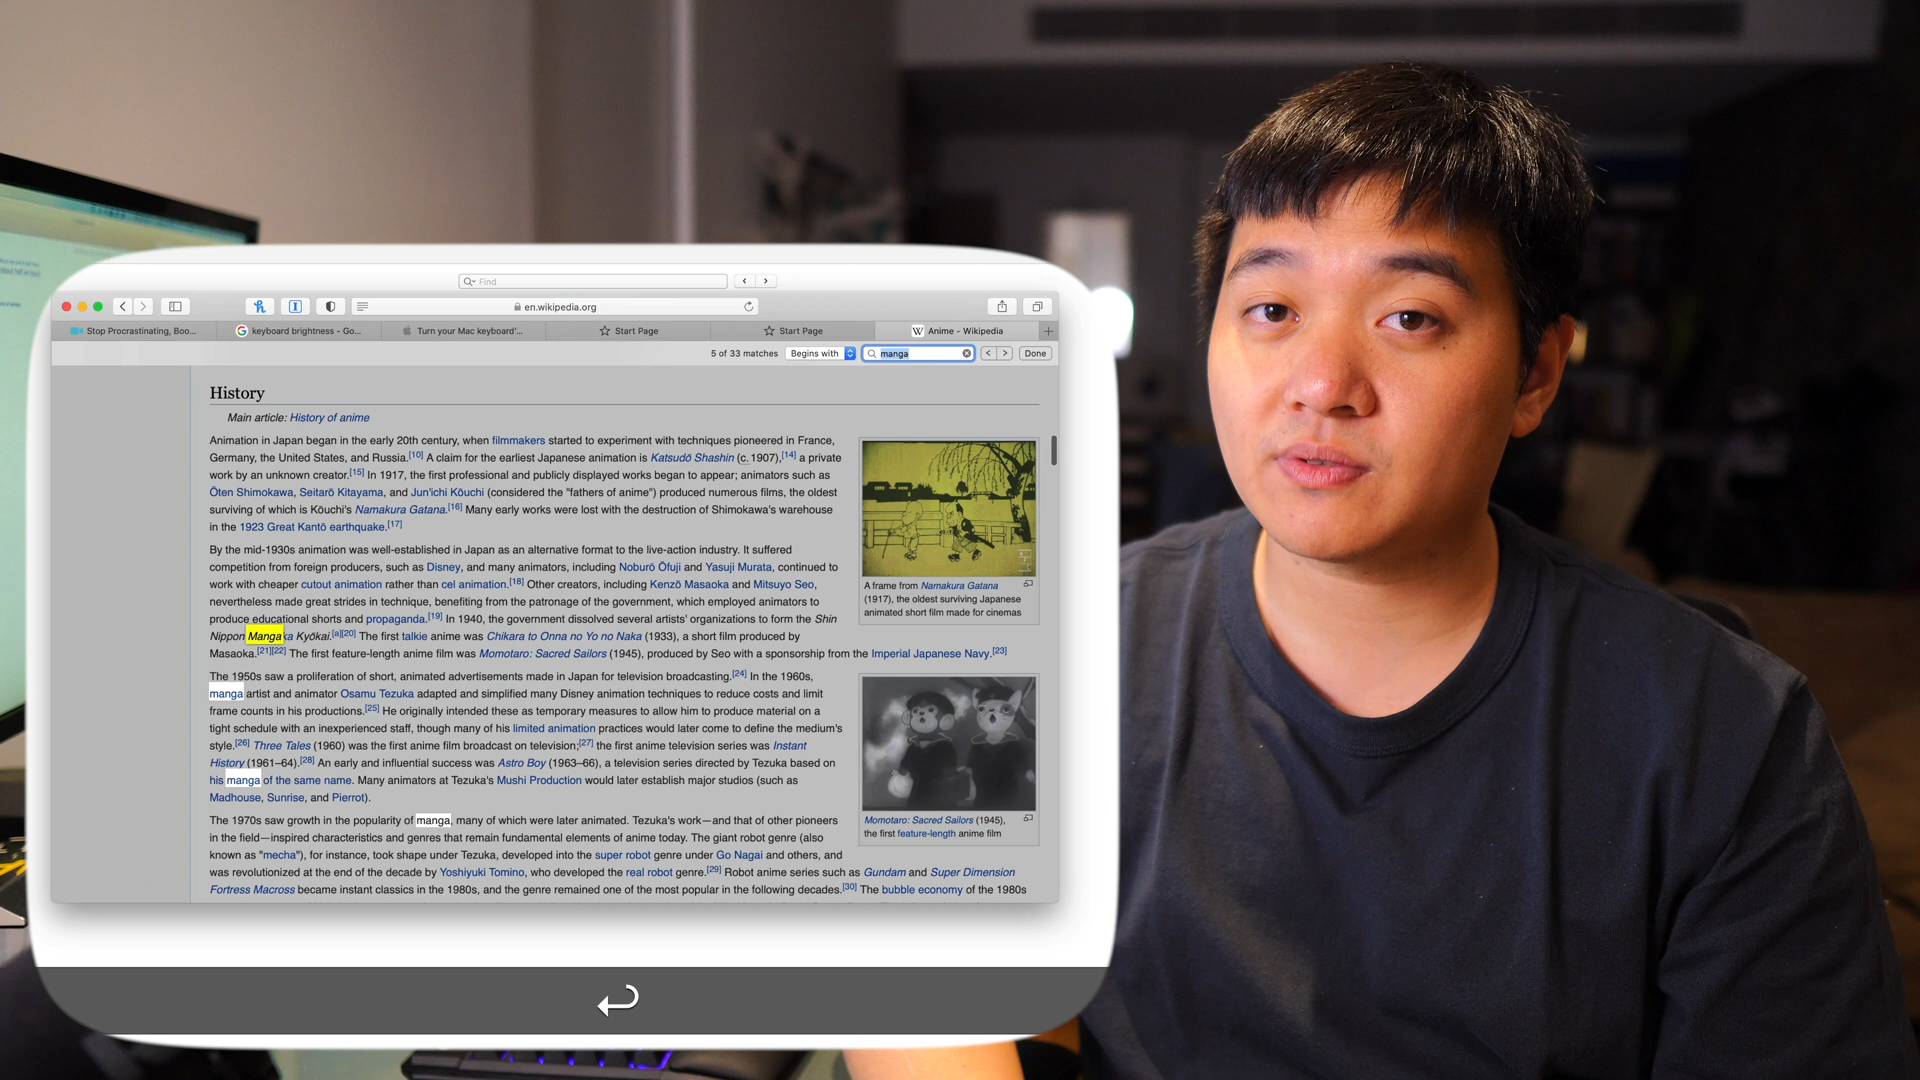 Find
en.wikipedia.org
Stop Procrastinating, Boo...
keyboard brightness - Go...
Turn your Mac keyboard'...
Start Page
Start Page
Anime - Wikipedia
5 of 33 matches
Begins with
manga
Done
History
Main article: History of anime
Animation in Japan began in the early 20th century, when filmmakers started to experiment with techniques pioneered in France,
Germany, the United States, and Russia.[10] A claim for the earliest Japanese animation is Katsudō Shashin (c. 1907),[14] a private
work by an unknown creator.[15] In 1917, the first professional and publicly displayed works began to appear; animators such as
Ōten Shimokawa, Seitarō Kitayama, and Jun'ichi Kōuchi (considered the "fathers of anime") produced numerous films, the oldest
surviving of which is Kōuchi's Namakura Gatana.[16] Many early works were lost with the destruction of Shimokawa's warehouse
in the 1923 Great Kantō earthquake.[17]
A frame from Namakura Gatana
(1917), the oldest surviving Japanese
animated short film made for cinemas
By the mid-1930s animation was well-established in Japan as an alternative format to the live-action industry. It suffered
competition from foreign producers, such as Disney, and many animators, including Noburō Ōfuji and Yasuji Murata, continued to
work with cheaper cutout animation rather than cel animation.[18] Other creators, including Kenzō Masaoka and Mitsuyo Seo,
nevertheless made great strides in technique, benefiting from the patronage of the government, which employed animators to
produce educational shorts and propaganda.[19] In 1940, the government dissolved several artists' organizations to form the Shin
Nippon Mangaka Kyōkai.[a][20] The first talkie anime was Chikara to Onna no Yo no Naka (1933), a short film produced by
Masaoka.[21][22] The first feature-length anime film was Momotaro: Sacred Sailors (1945), produced by Seo with a sponsorship from the Imperial Japanese Navy.[23]
The 1950s saw a proliferation of short, animated advertisements made in Japan for television broadcasting.[24] In the 1960s,
manga artist and animator Osamu Tezuka adapted and simplified many Disney animation techniques to reduce costs and limit
frame counts in his productions.[25] He originally intended these as temporary measures to allow him to produce material on a
tight schedule with an inexperienced staff, though many of his limited animation practices would later come to define the medium's
style.[26] Three Tales (1960) was the first anime film broadcast on television;[27] the first anime television series was Instant
History (1961–64).[28] An early and influential success was Astro Boy (1963–66), a television series directed by Tezuka based on
his manga of the same name. Many animators at Tezuka's Mushi Production would later establish major studios (such as
Madhouse, Sunrise, and Pierrot).
Momotaro: Sacred Sailors (1945),
the first feature-length anime film
The 1970s saw growth in the popularity of manga, many of which were later animated. Tezuka's work—and that of other pioneers
in the field—inspired characteristics and genres that remain fundamental elements of anime today. The giant robot genre (also
known as "mecha"), for instance, took shape under Tezuka, developed into the super robot genre under Go Nagai and others, and
was revolutionized at the end of the decade by Yoshiyuki Tomino, who developed the real robot genre.[29] Robot anime series such as Gundam and Super Dimension
Fortress Macross became instant classics in the 1980s, and the genre remained one of the most popular in the following decades.[30] The bubble economy of the 1980s